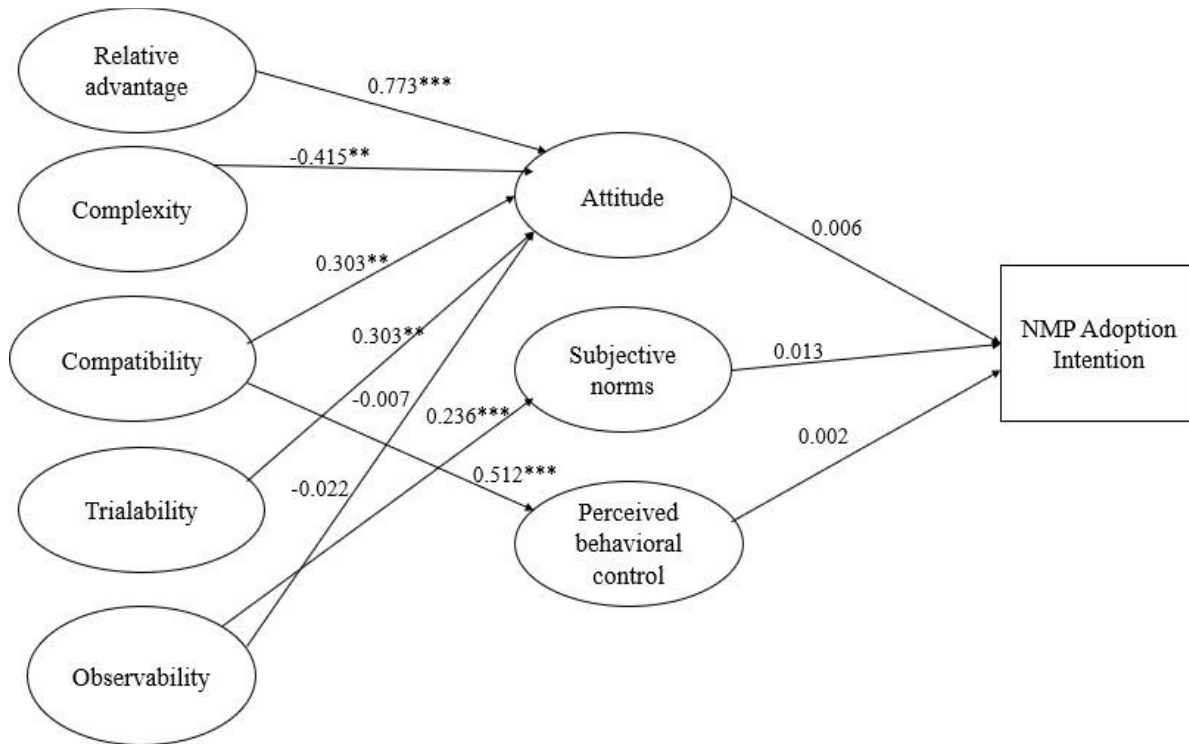 Relative
advantage
0.773***
-0.415**
Complexity
Attitude
0.006
0.303**
NMP Adoption
Intention
Compatibility
0.303**
Subjective
norms
0.013
-0.007
0.236***
0.002
0.512***
-0.022
Trialability
Perceived
behavioral
control
Observability